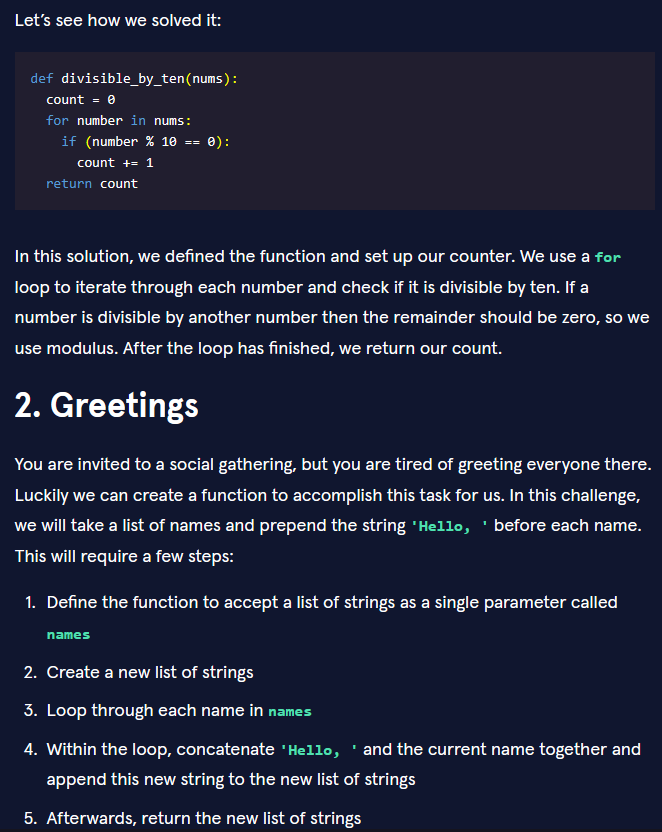 Let’s see how we solved it:
def divisible_by_ten(nums):
  count = 0
  for number in nums:
    if (number % 10 == 0):
      count += 1
  return count
In this solution, we defined the function and set up our counter. We use a for
loop to iterate through each number and check if it is divisible by ten. If a
number is divisible by another number then the remainder should be zero, so we
use modulus. After the loop has finished, we return our count.
2. Greetings
You are invited to a social gathering, but you are tired of greeting everyone there.
Luckily we can create a function to accomplish this task for us. In this challenge,
we will take a list of names and prepend the string 'Hello, ' before each name.
This will require a few steps:
1. Define the function to accept a list of strings as a single parameter called
names
2. Create a new list of strings
3. Loop through each name in names
4. Within the loop, concatenate 'Hello, ' and the current name together and
append this new string to the new list of strings
5. Afterwards, return the new list of strings